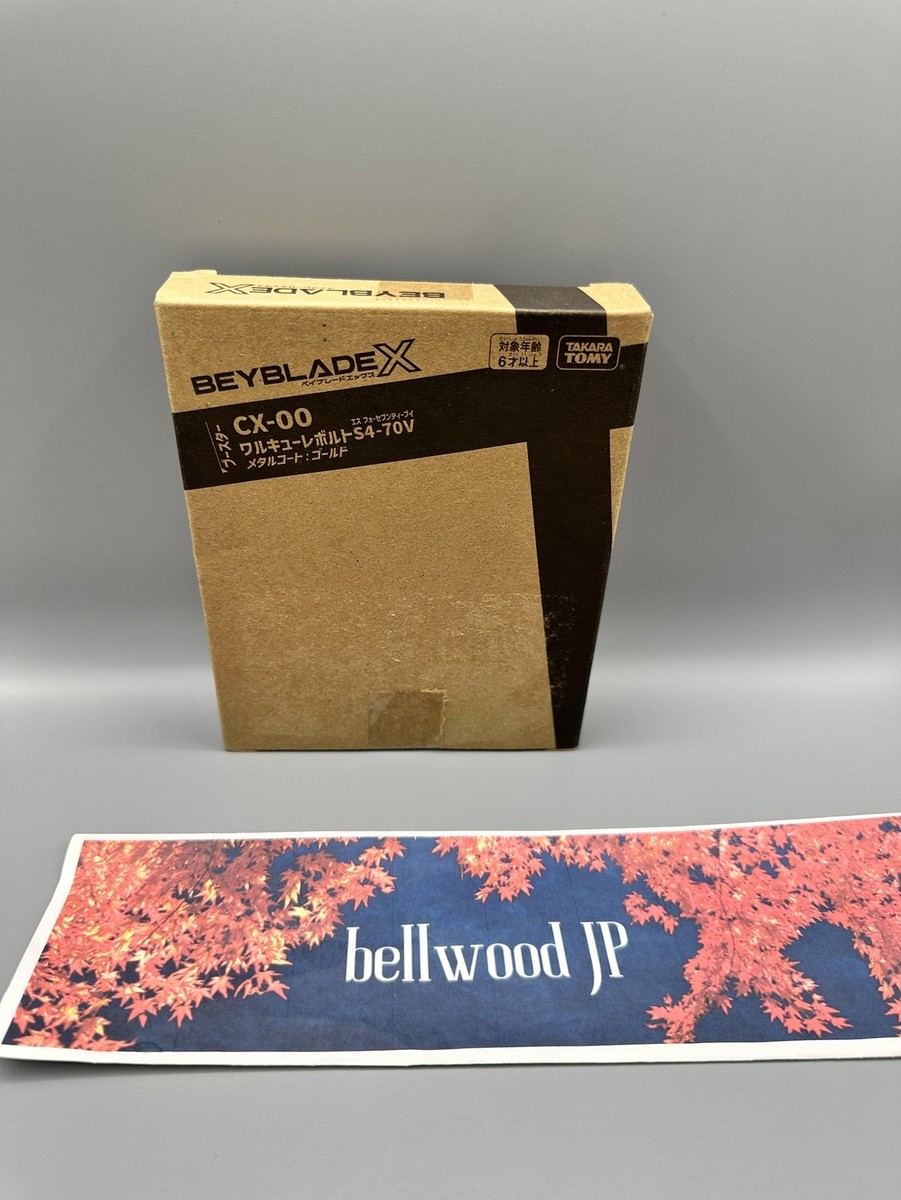 BEYBLADE X
BEYBLADE X
ベイブレードエックス
対象年齢
6才以上
TAKARA
TOMY
ブースター
CX-00
エス フォーセブンティーブイ
ワルキューレボルトS4-70V
メタルコート：ゴールド
bellwood JP